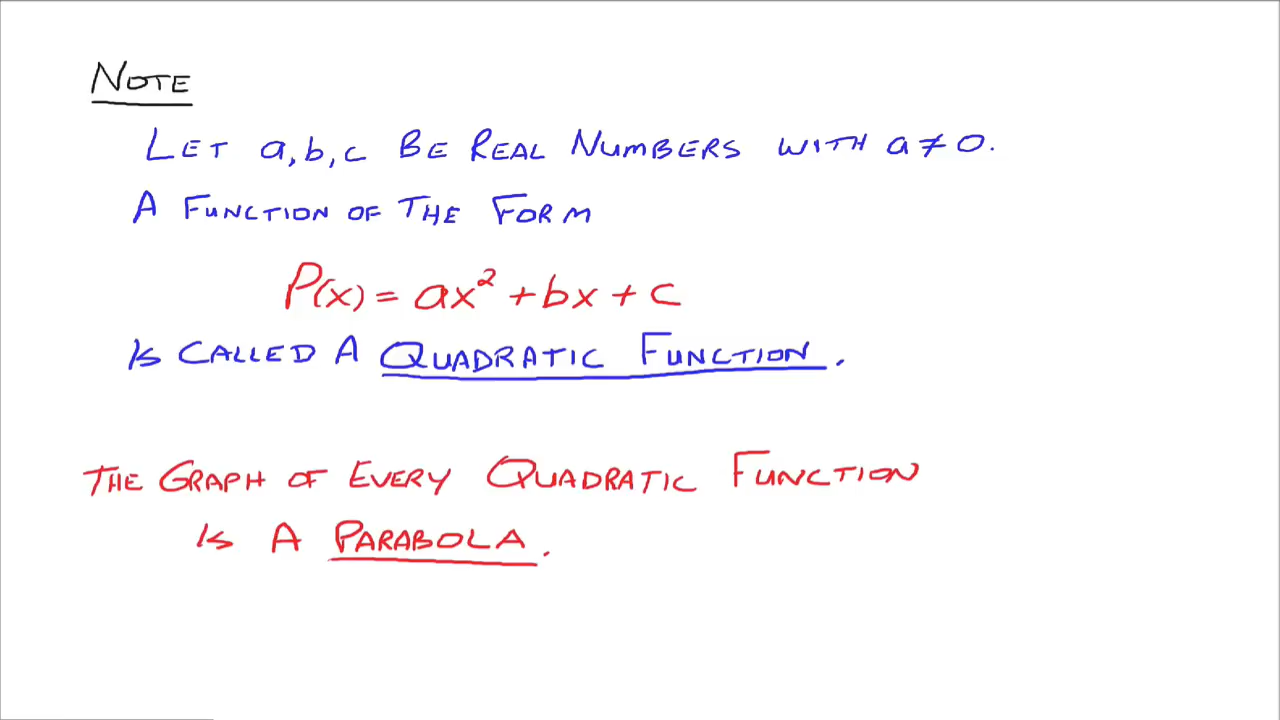 NOTE
LET a, b, c BE REAL NUMBERS WITH a ≠ 0.
A FUNCTION OF THE FORM
P(x) = ax² + bx + c
IS CALLED A QUADRATIC FUNCTION.
THE GRAPH OF EVERY QUADRATIC FUNCTION
IS A PARABOLA.